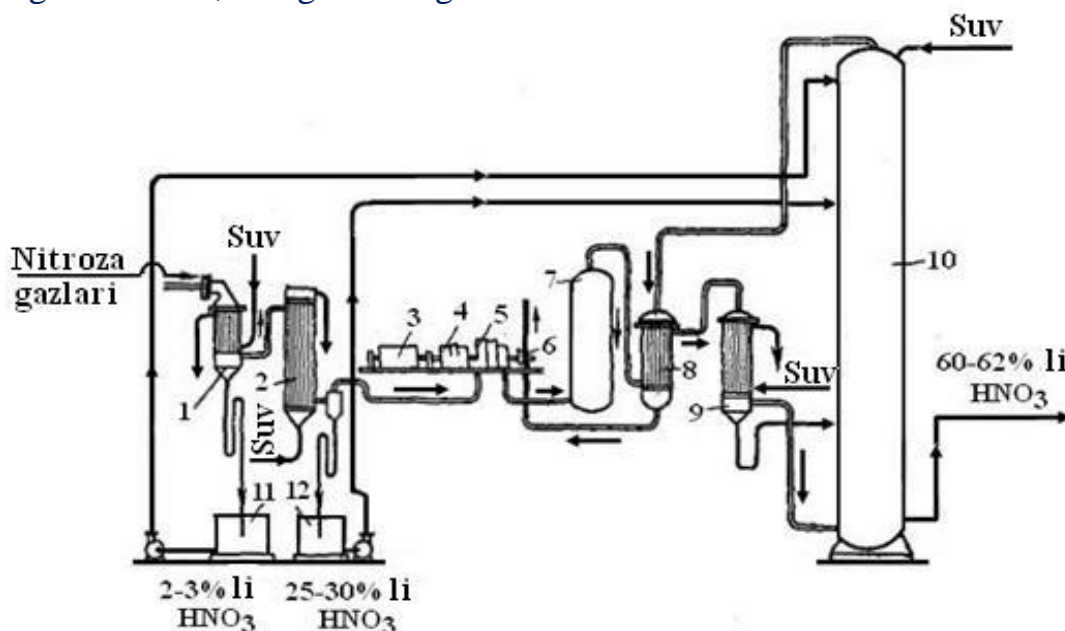 Suv
Suv
Nitroza
gazlari
1
2
3
4
5
6
7
8
9
10
Suv
60-62% li
HNO3
Suv
11
12
2-3% li
HNO3
25-30% li
HNO3